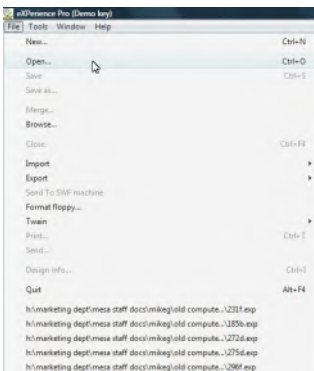 eXPerience Pro (Demo key)
File Tools Window Help
New... Ctrl+N
Open... Ctrl+O
Save Ctrl+S
Save as...
Merge...
Browse...
Close Ctrl+F4
Import
Export
Send To SWF machine
Format floppy...
Twain
Print... Ctrl+T
Send...
Design info... Ctrl+I
Quit Alt+F4
h:\marketing dept\mesa staff docs\mikeg\old compute...\231f.exp
h:\marketing dept\mesa staff docs\mikeg\old compute...\185b.exp
h:\marketing dept\mesa staff docs\mikeg\old compute...\272d.exp
h:\marketing dept\mesa staff docs\mikeg\old compute...\275d.exp
h:\marketing dept\mesa staff docs\mikeg\old compute...\296f.exp